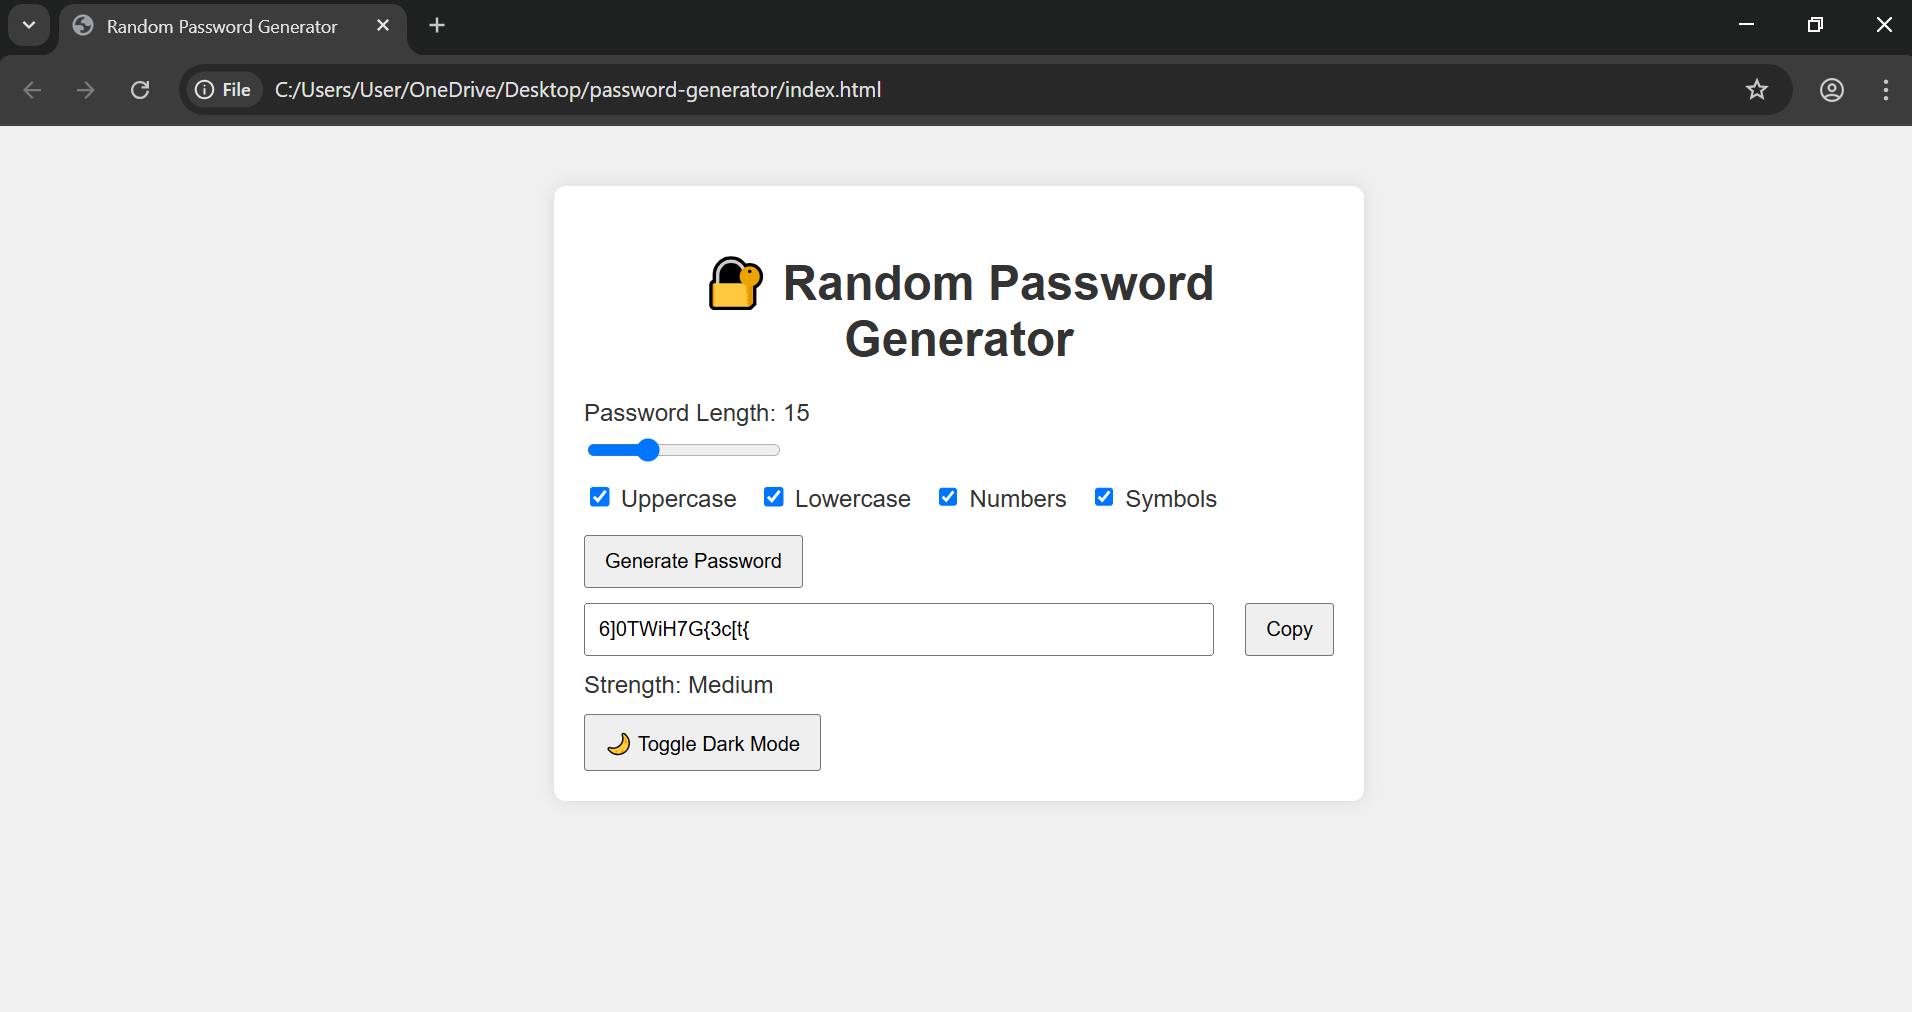 Random Password Generator
File C:/Users/User/OneDrive/Desktop/password-generator/index.html
Random Password
Generator
Password Length: 15
Uppercase Lowercase Numbers Symbols
Generate Password
6]0TWiH7G{3c[t{
Copy
Strength: Medium
Toggle Dark Mode